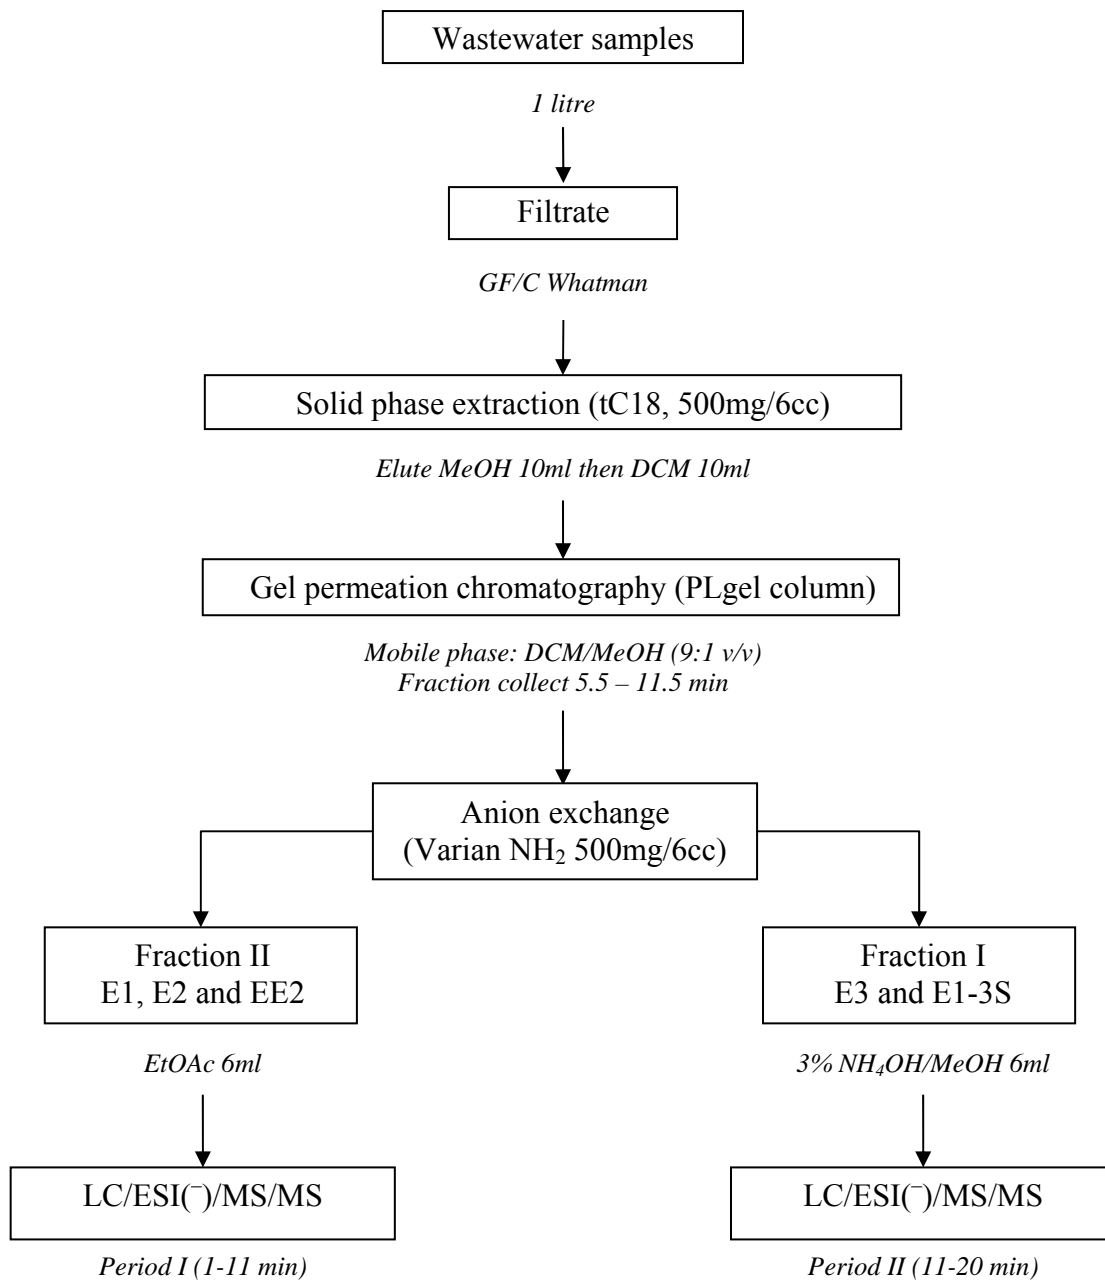 Wastewater samples
1 litre
Filtrate
GF/C Whatman
Solid phase extraction (tC18, 500mg/6cc)
Elute MeOH 10ml then DCM 10ml
Gel permeation chromatography (PLgel column)
Mobile phase: DCM/MeOH (9:1 v/v)
Fraction collect 5.5 – 11.5 min
Anion exchange
(Varian NH₂ 500mg/6cc)
Fraction II
E1, E2 and EE2
EtOAc 6ml
LC/ESI(⁻)/MS/MS
Period I (1-11 min)
Fraction I
E3 and E1-3S
3% NH₄OH/MeOH 6ml
LC/ESI(⁻)/MS/MS
Period II (11-20 min)